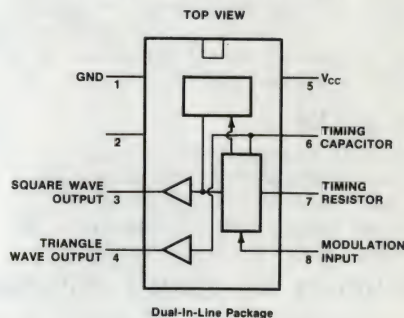 TOP VIEW
GND
1
5
VCC
2
6
TIMING
CAPACITOR
SQUARE WAVE
OUTPUT
3
7
TIMING
RESISTOR
TRIANGLE
WAVE OUTPUT
4
8
MODULATION
INPUT
Dual-In-Line Package